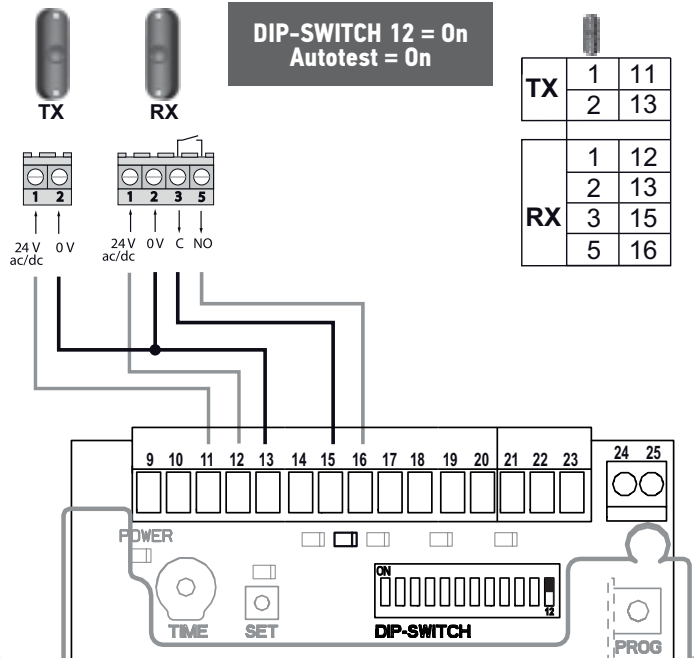 DIP-SWITCH 12 = On
Autotest = On
TX RX
1 2 1 2 3 5
24 V ac/dc 0 V 24 V ac/dc 0 V C NO
TX 1 11
2 13
RX 1 12
2 13
3 15
5 16
9 10 11 12 13 14 15 16 17 18 19 20 21 22 23 24 25
POWER
ON
12
TIME SET DIP-SWITCH PROG